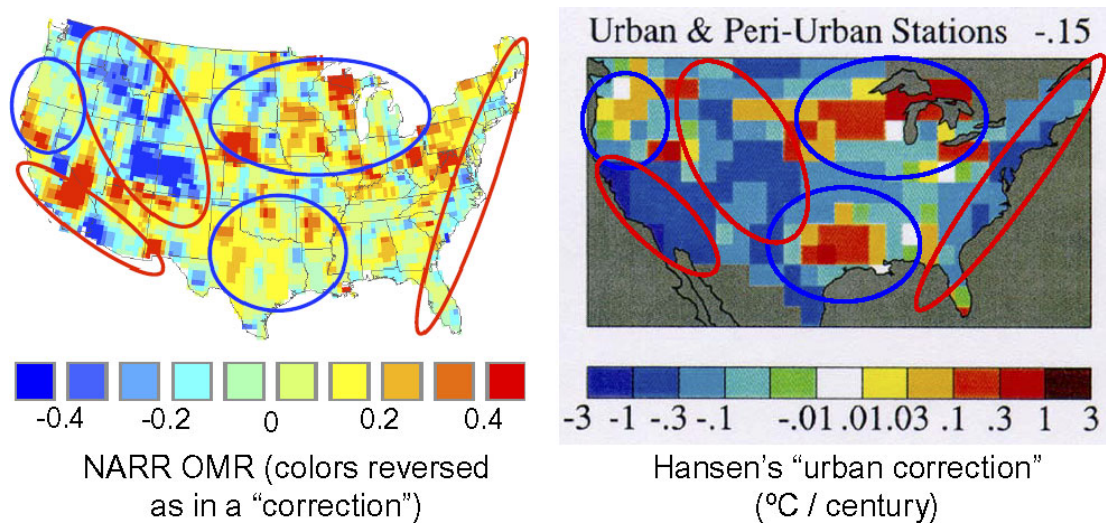 Urban & Peri-Urban Stations -.15
-0.4 -0.2 0 0.2 0.4
-3 -1 -.3 -.1 -.01 .01 .03 .1 .3 1 3
NARR OMR (colors reversed
as in a “correction”)
Hansen’s “urban correction”
(ºC / century)